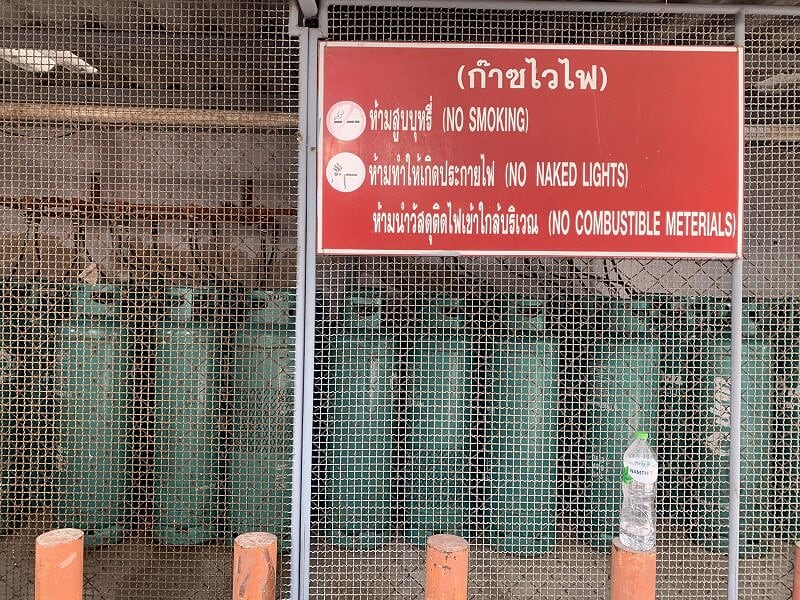 (ก๊าซไวไฟ)
ห้ามสูบบุหรี่ (NO SMOKING)
ห้ามทำให้เกิดประกายไฟ (NO NAKED LIGHTS)
ห้ามนำวัสดุติดไฟเข้าใกล้บริเวณ (NO COMBUSTIBLE METERIALS)